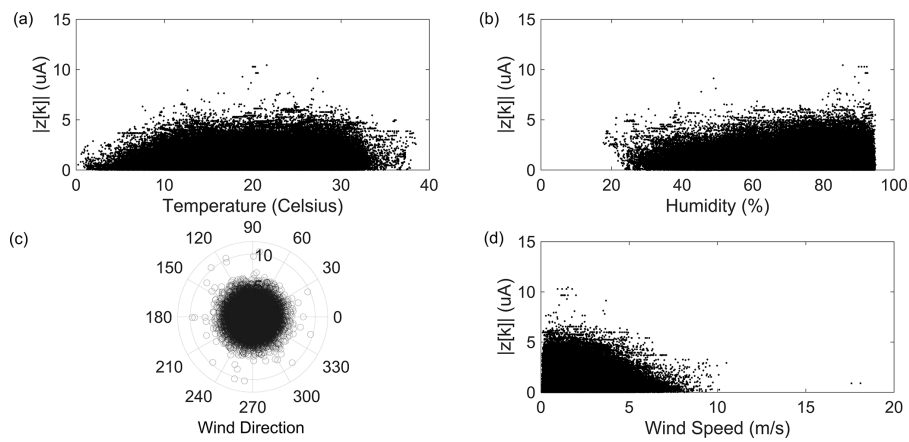 (a)
15
10
5
0
|z[k]| (uA)
0 10 20 30 40
Temperature (Celsius)
(b)
15
10
5
0
|z[k]| (uA)
0 20 40 60 80 100
Humidity (%)
(c)
90
120 60
10
150 30
180 0
210 330
240 300
270
Wind Direction
(d)
15
10
5
0
|z[k]| (uA)
0 5 10 15 20
Wind Speed (m/s)